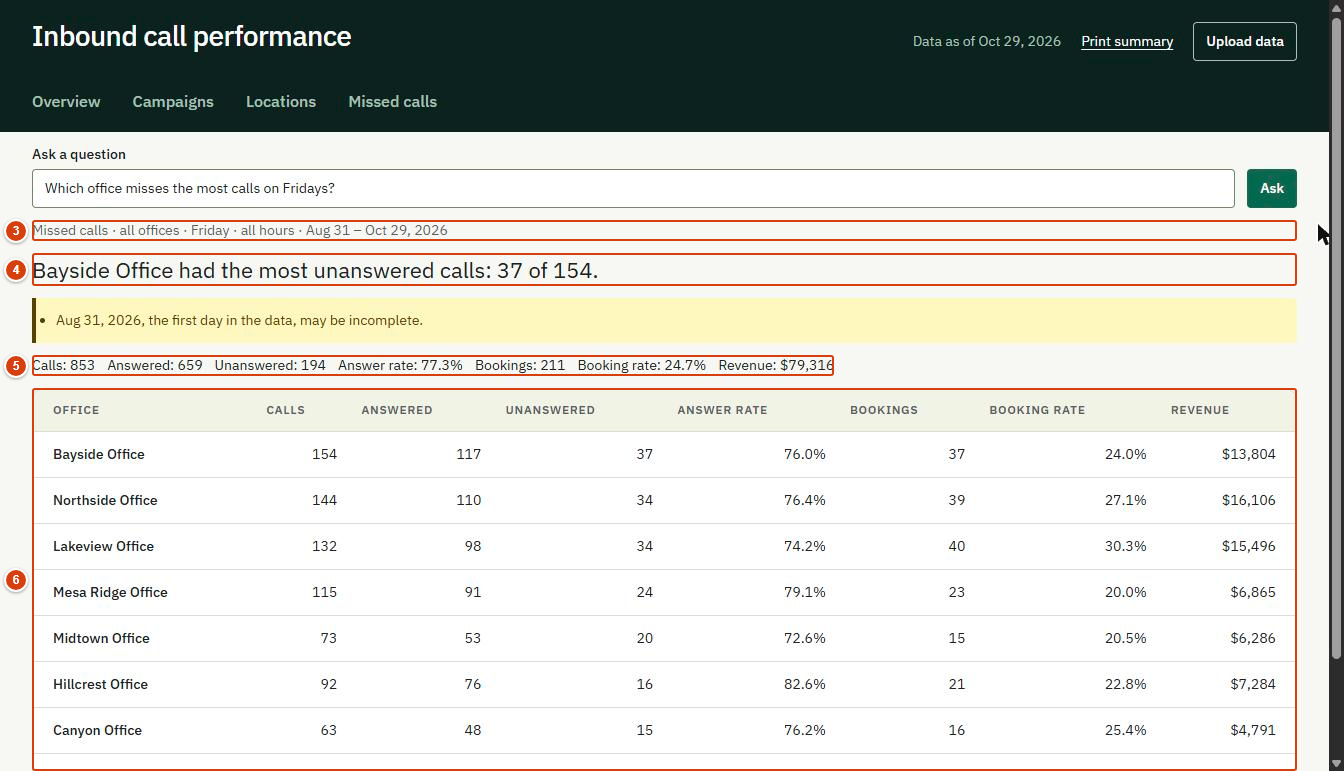 Inbound call performance
Data as of Oct 29, 2026 Print summary Upload data
Overview Campaigns Locations Missed calls
Ask a question
Which office misses the most calls on Fridays? Ask
3 Missed calls · all offices · Friday · all hours · Aug 31 – Oct 29, 2026
4 Bayside Office had the most unanswered calls: 37 of 154.
• Aug 31, 2026, the first day in the data, may be incomplete.
5 Calls: 853 Answered: 659 Unanswered: 194 Answer rate: 77.3% Bookings: 211 Booking rate: 24.7% Revenue: $79,316
OFFICE CALLS ANSWERED UNANSWERED ANSWER RATE BOOKINGS BOOKING RATE REVENUE
Bayside Office 154 117 37 76.0% 37 24.0% $13,804
Northside Office 144 110 34 76.4% 39 27.1% $16,106
Lakeview Office 132 98 34 74.2% 40 30.3% $15,496
6 Mesa Ridge Office 115 91 24 79.1% 23 20.0% $6,865
Midtown Office 73 53 20 72.6% 15 20.5% $6,286
Hillcrest Office 92 76 16 82.6% 21 22.8% $7,284
Canyon Office 63 48 15 76.2% 16 25.4% $4,791